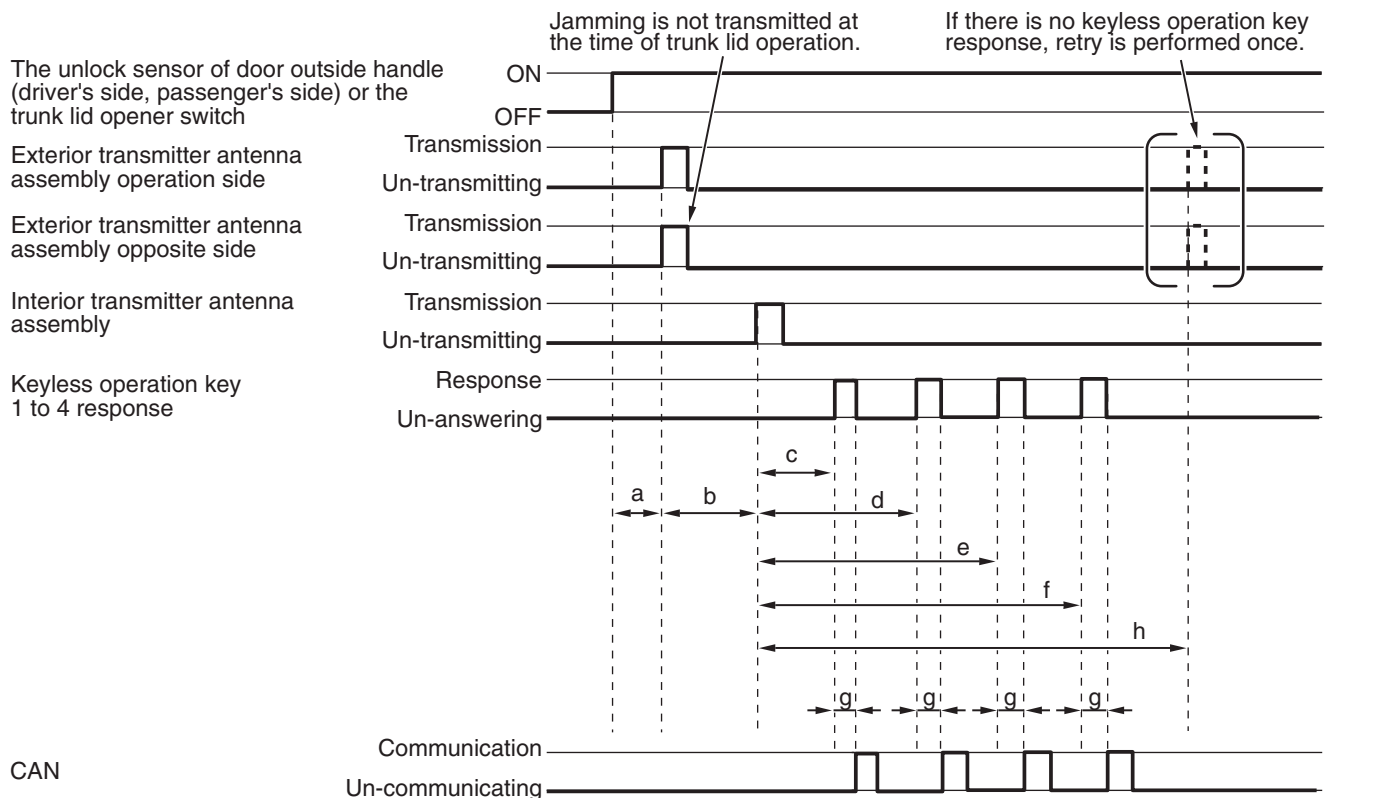 Jamming is not transmitted at
the time of trunk lid operation.
If there is no keyless operation key
response, retry is performed once.
The unlock sensor of door outside handle
(driver's side, passenger's side) or the
trunk lid opener switch
ON
OFF
Exterior transmitter antenna
assembly operation side
Transmission
Un-transmitting
Exterior transmitter antenna
assembly opposite side
Transmission
Un-transmitting
Interior transmitter antenna
assembly
Transmission
Un-transmitting
Keyless operation key
1 to 4 response
Response
Un-answering
c
a b d
e
f
h
g g g g
CAN
Communication
Un-communicating